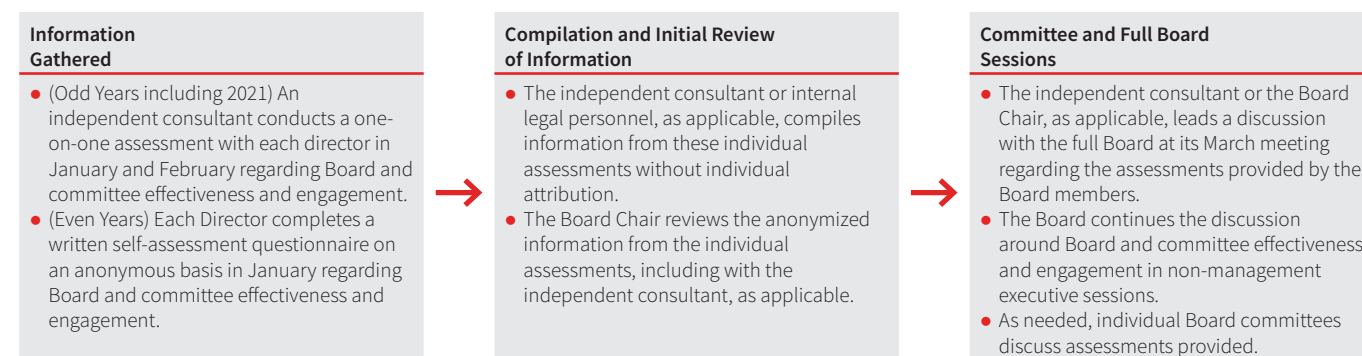 Information
Gathered
● (Odd Years including 2021) An
independent consultant conducts a one-
on-one assessment with each director in
January and February regarding Board and
committee effectiveness and engagement.
● (Even Years) Each Director completes a
written self-assessment questionnaire on
an anonymous basis in January regarding
Board and committee effectiveness and
engagement.
Compilation and Initial Review
of Information
● The independent consultant or internal
legal personnel, as applicable, compiles
information from these individual
assessments without individual
attribution.
● The Board Chair reviews the anonymized
information from the individual
assessments, including with the
independent consultant, as applicable.
Committee and Full Board
Sessions
● The independent consultant or the Board
Chair, as applicable, leads a discussion
with the full Board at its March meeting
regarding the assessments provided by the
Board members.
● The Board continues the discussion
around Board and committee effectiveness
and engagement in non-management
executive sessions.
● As needed, individual Board committees
discuss assessments provided.